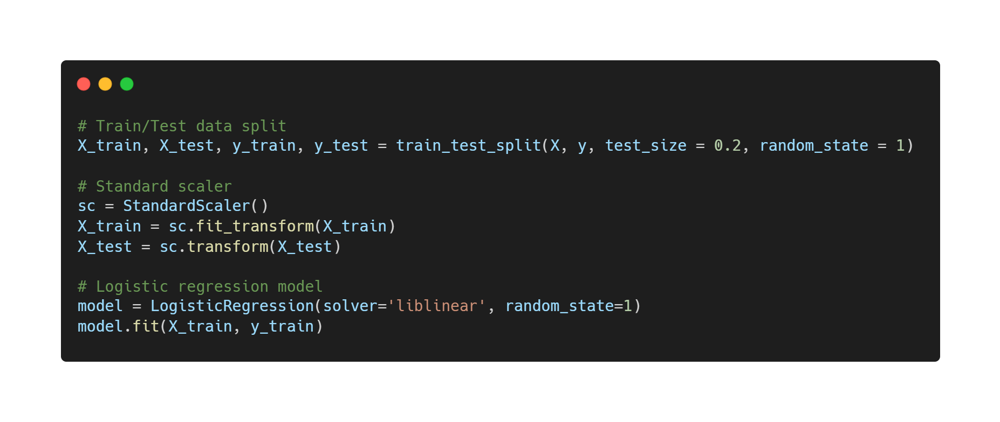 # Train/Test data split
X_train, X_test, y_train, y_test = train_test_split(X, y, test_size = 0.2, random_state = 1)
# Standard scaler
sc = StandardScaler()
X_train = sc.fit_transform(X_train)
X_test = sc.transform(X_test)
# Logistic regression model
model = LogisticRegression(solver='liblinear', random_state=1)
model.fit(X_train, y_train)